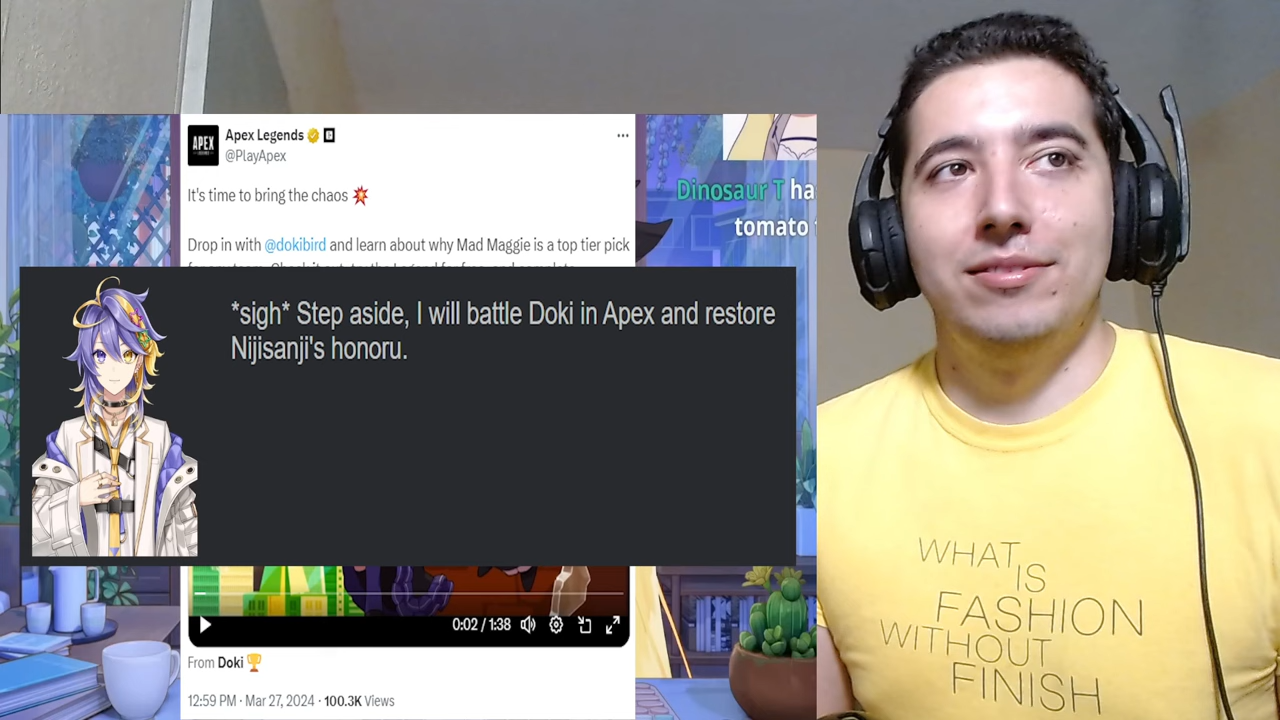 APEX
Apex Legends
@PlayApex
It's time to bring the chaos 💥
Drop in with @dokibird and learn about why Mad Maggie is a top tier pick
Dinosaur T ha
tomato
*sigh* Step aside, I will battle Doki in Apex and restore
Nijisanji's honoru.
0:02 / 1:38
From Doki 🏆
12:59 PM · Mar 27, 2024 · 100.3K Views
WHAT
IS
FASHION
WITHOUT
FINISH